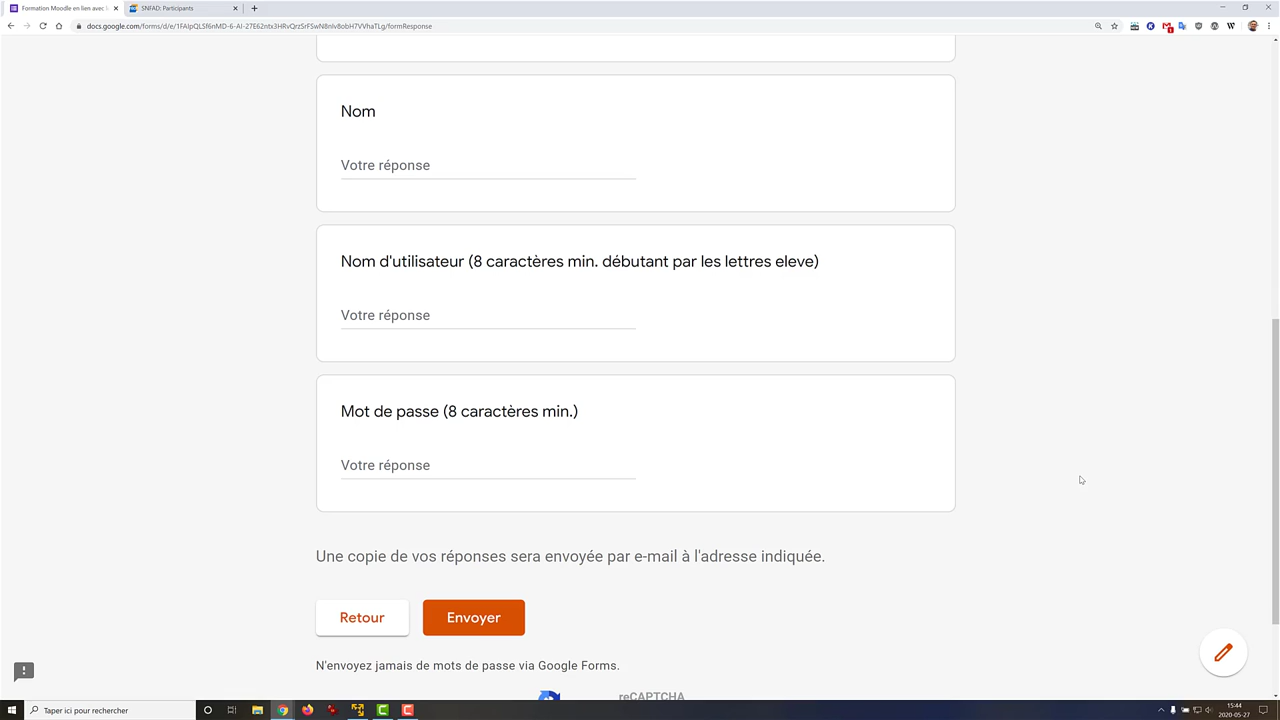 Formation Moodle en lien avec l
SNFAD: Participants
docs.google.com/forms/d/e/1FAIpQLSf6nMD-6-AI-27E62ntx3HRvQrzSrFSwN8nlv8obH7VVhaTLg/formResponse
Nom
Votre réponse
Nom d'utilisateur (8 caractères min. débutant par les lettres eleve)
Votre réponse
Mot de passe (8 caractères min.)
Votre réponse
Une copie de vos réponses sera envoyée par e-mail à l'adresse indiquée.
Retour
Envoyer
N'envoyez jamais de mots de passe via Google Forms.
reCAPTCHA
Taper ici pour rechercher
15:44
2020-05-27